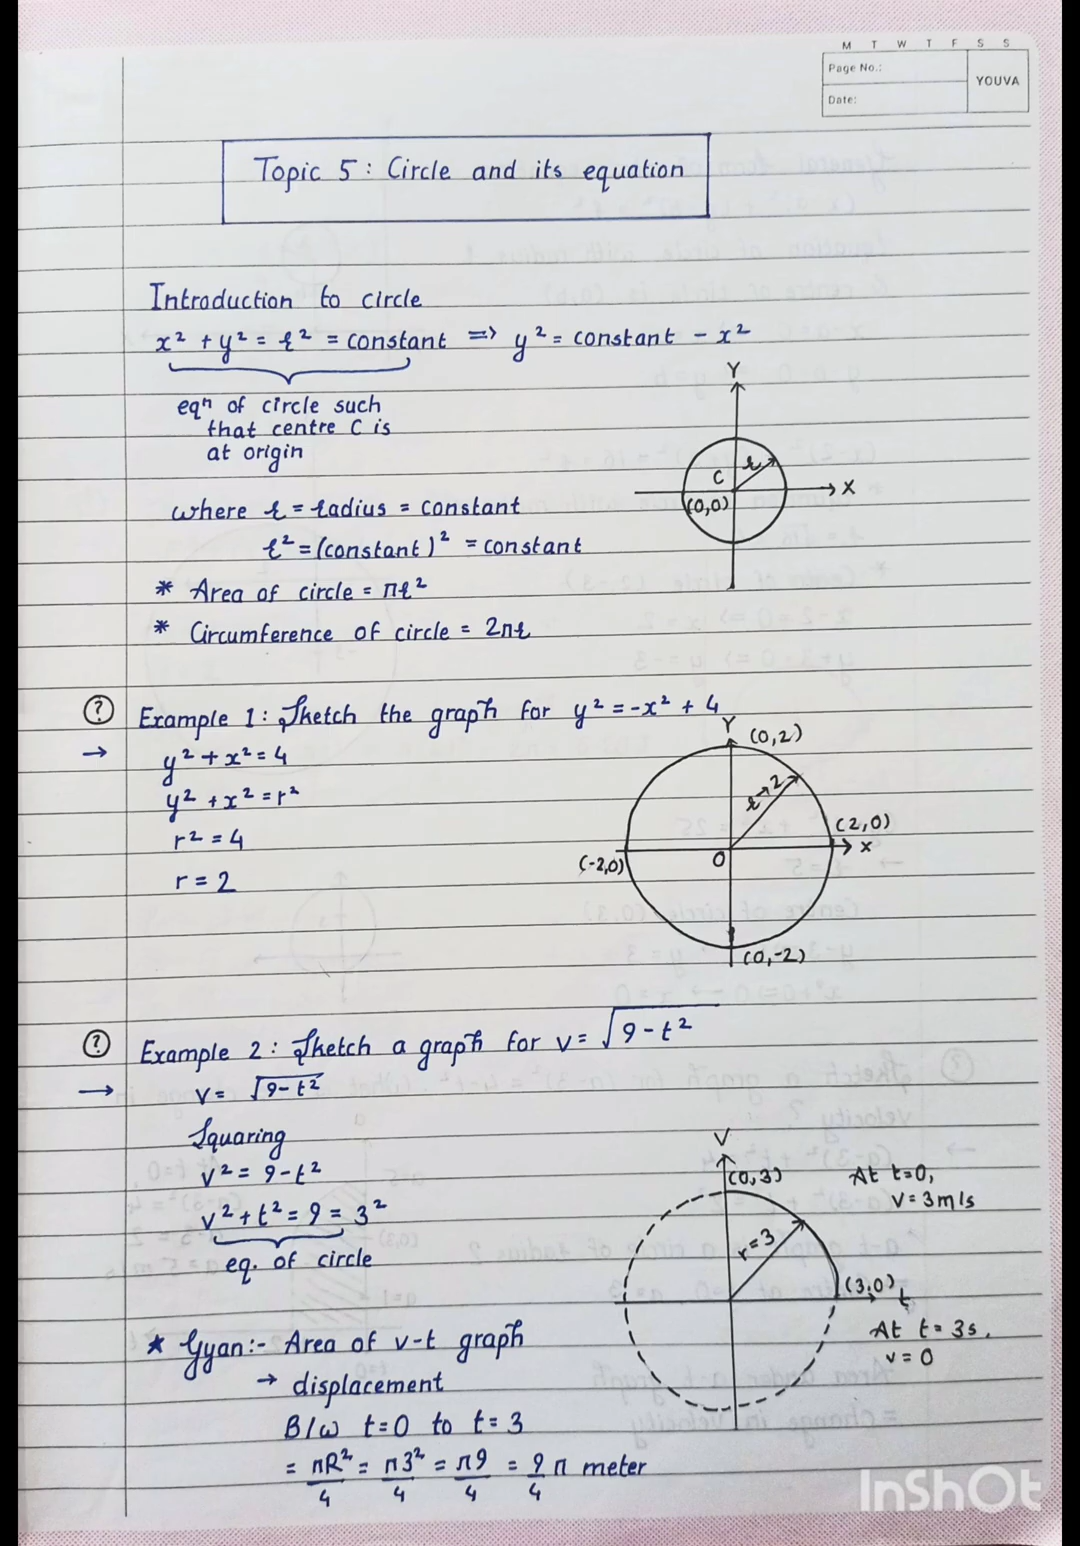 M T W T F S S
Page No.:
YOUVA
Date:
Topic 5 : Circle and its equation
Introduction to circle
x² + y² = r² = constant => y² = constant - x²
eqⁿ of circle such
that centre C is
at origin
Y
C
r
X
(0,0)
where r = radius = constant
r² = (constant)² = constant
* Area of circle = πr²
* Circumference of circle = 2πr
? Example 1 : Sketch the graph for y² = -x² + 4
→ y² + x² = 4
y² + x² = r²
r² = 4
r = 2
Y (0,2)
r→2
(2,0)
X
(-2,0)
O
(0,-2)
? Example 2 : Sketch a graph for v = √9 - t²
→ v = √9-t²
Squaring
v² = 9-t²
v² + t² = 9 = 3²
eq. of circle
V
(0,3)
At t=0,
v = 3m/s
r=3
(3,0) t
At t = 3s,
v = 0
* Gyan:- Area of v-t graph
→ displacement
B/w t=0 to t=3
= πR²/4 = π3²/4 = π9/4 = 9/4 π meter
InShOt